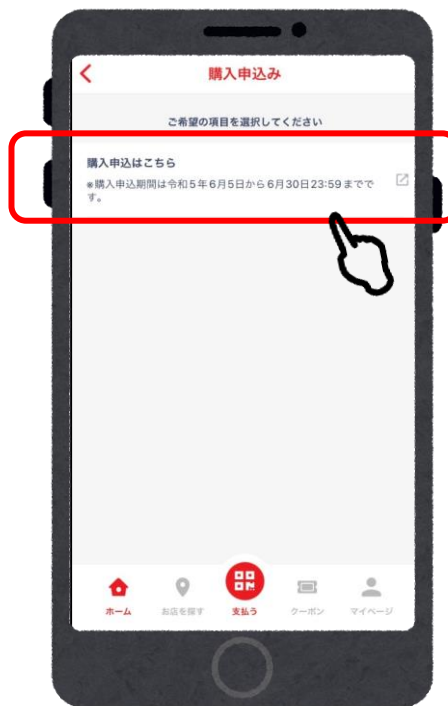 購入申込み
ご希望の項目を選択してください
購入申込はこちら
※購入申込期間は令和5年6月5日から6月30日23:59までで
す。
ホーム
お店を探す
支払う
クーポン
マイページ